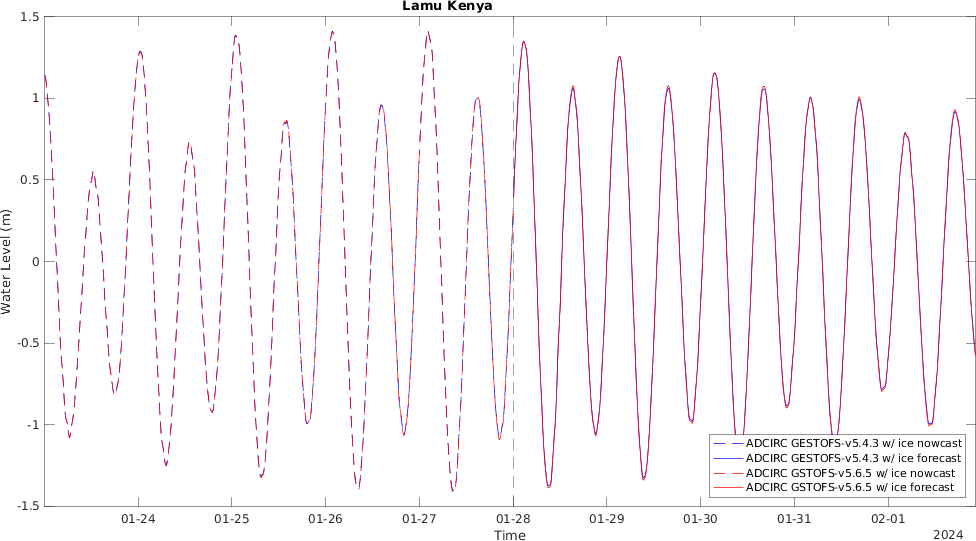 Lamu Kenya
1.5
1
0.5
0
-0.5
-1
-1.5
Water Level (m)
01-24 01-25 01-26 01-27 01-28 01-29 01-30 01-31 02-01
Time
2024
ADCIRC GESTOFS-v5.4.3 w/ ice nowcast
ADCIRC GESTOFS-v5.4.3 w/ ice forecast
ADCIRC GSTOFS-v5.6.5 w/ ice nowcast
ADCIRC GSTOFS-v5.6.5 w/ ice forecast